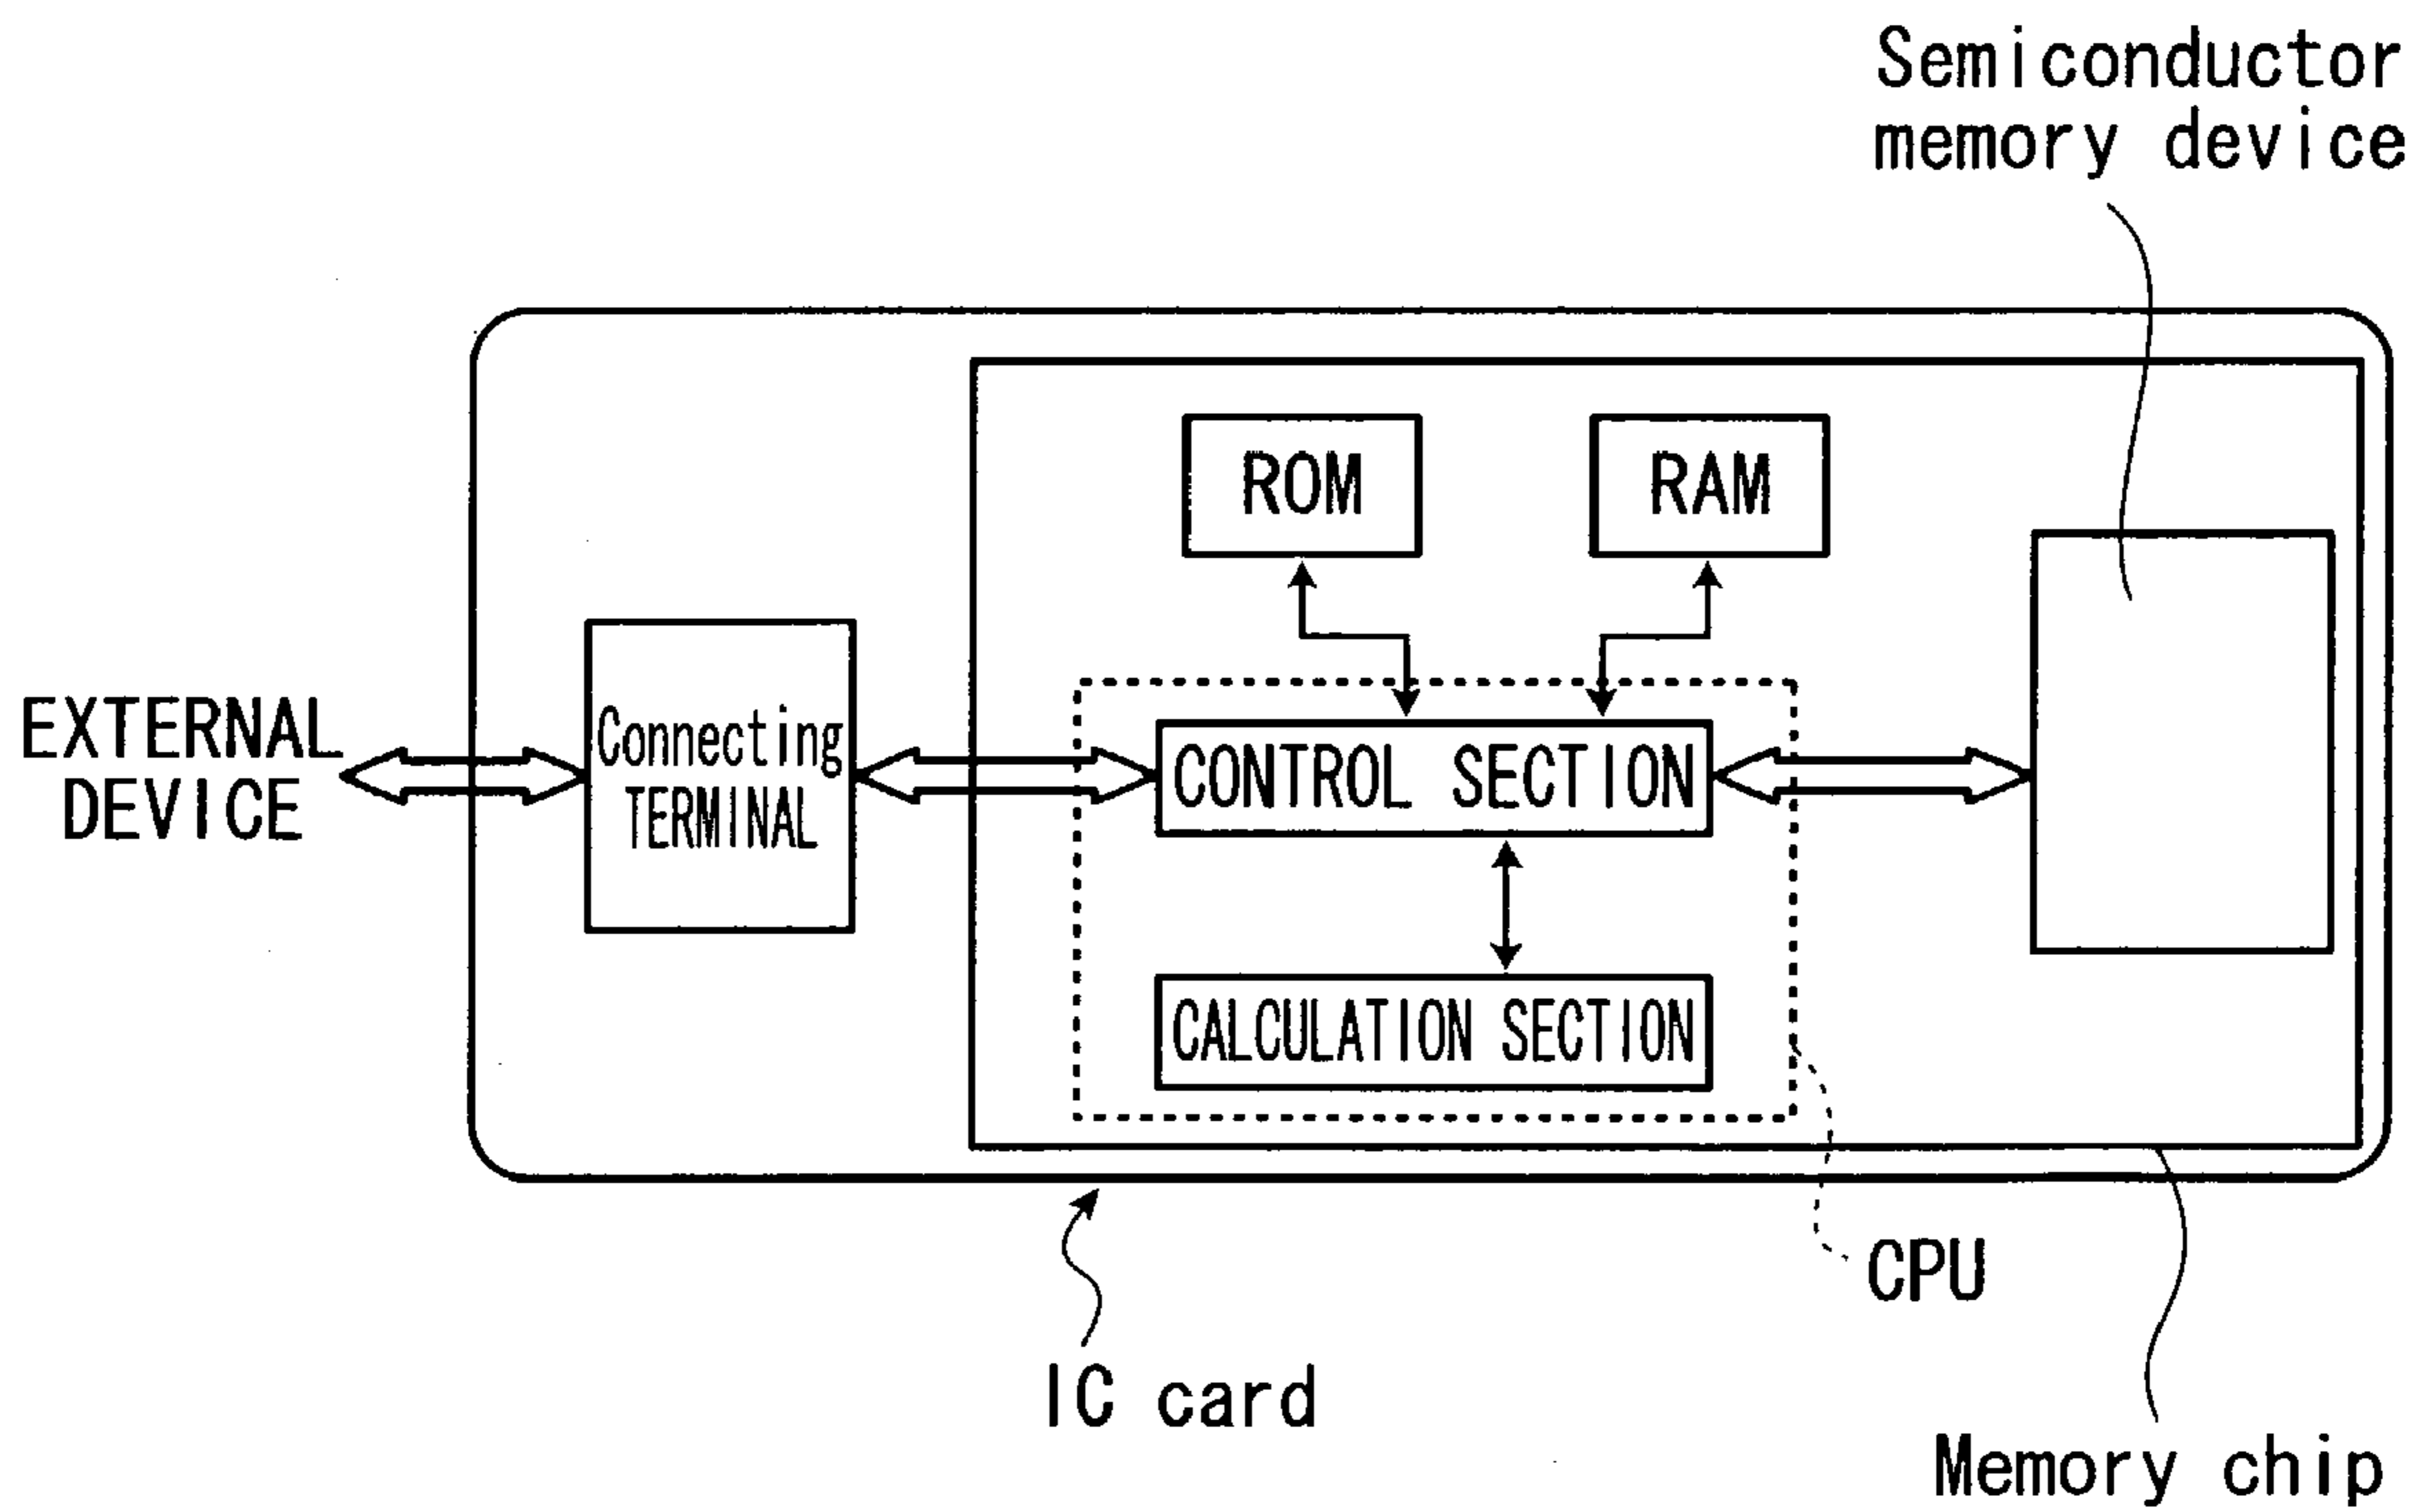 Semiconductor
memory device
ROM
RAM
EXTERNAL
DEVICE
Connecting
TERMINAL
CONTROL SECTION
CALCULATION SECTION
CPU
IC card
Memory chip